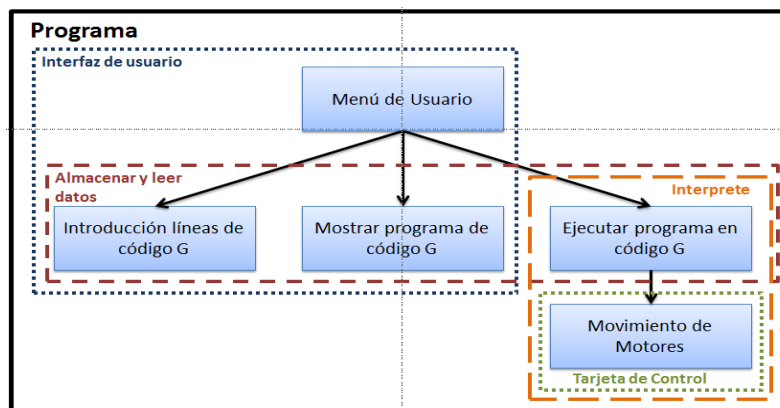 Programa
Interfaz de usuario
Menú de Usuario
Almacenar y leer
datos
Interprete
Introducción líneas de
código G
Mostrar programa de
código G
Ejecutar programa en
código G
Movimiento de
Motores
Tarjeta de Control